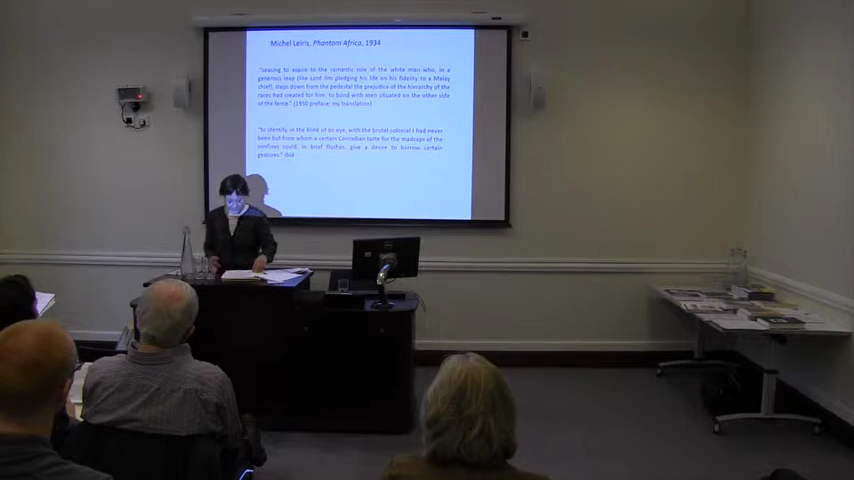 Michel Leiris, Phantom Africa, 1934
"ceasing to aspire to the romantic role of the white man who, in a
generous leap (like Lord Jim pledging his life on his fidelity to a Malay
chief), steps down from the pedestal the prejudice of the hierarchy of the
races had created for him, to bond with men situated on the other side
of the fence." (1950 preface; my translation)
"to identify, in the blink of an eye, with the brutal colonial I had never
been but from whom a certain Conradian taste for the madcaps of the
confines could, in brief flushes, give a desire to borrow certain
gestures." Ibid